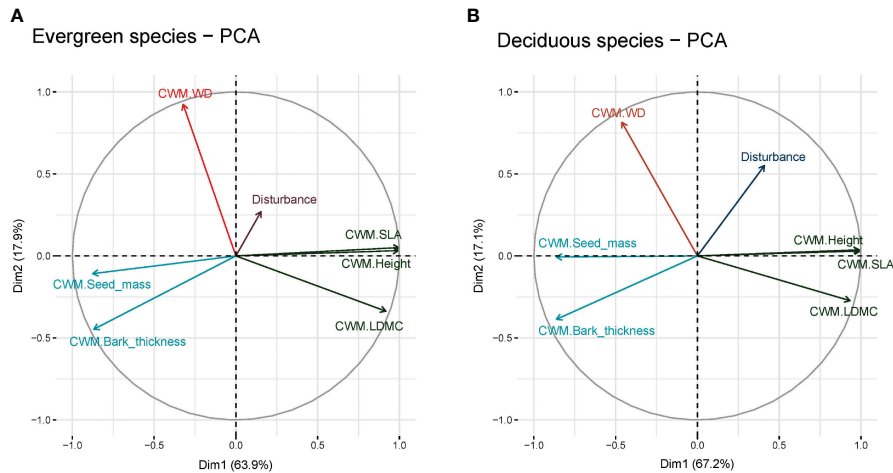 A
Evergreen species – PCA
1.0
0.5
0.0
−0.5
−1.0
Dim2 (17.9%)
CWM.WD
Disturbance
CWM.SLA
CWM.Height
CWM.Seed_mass
CWM.LDMC
CWM.Bark_thickness
−1.0 −0.5 0.0 0.5 1.0
Dim1 (63.9%)
B
Deciduous species – PCA
1.0
0.5
0.0
−0.5
−1.0
Dim2 (17.1%)
CWM.WD
Disturbance
CWM.Seed_mass
CWM.Height
CWM.SLA
CWM.LDMC
CWM.Bark_thickness
−1.0 −0.5 0.0 0.5 1.0
Dim1 (67.2%)